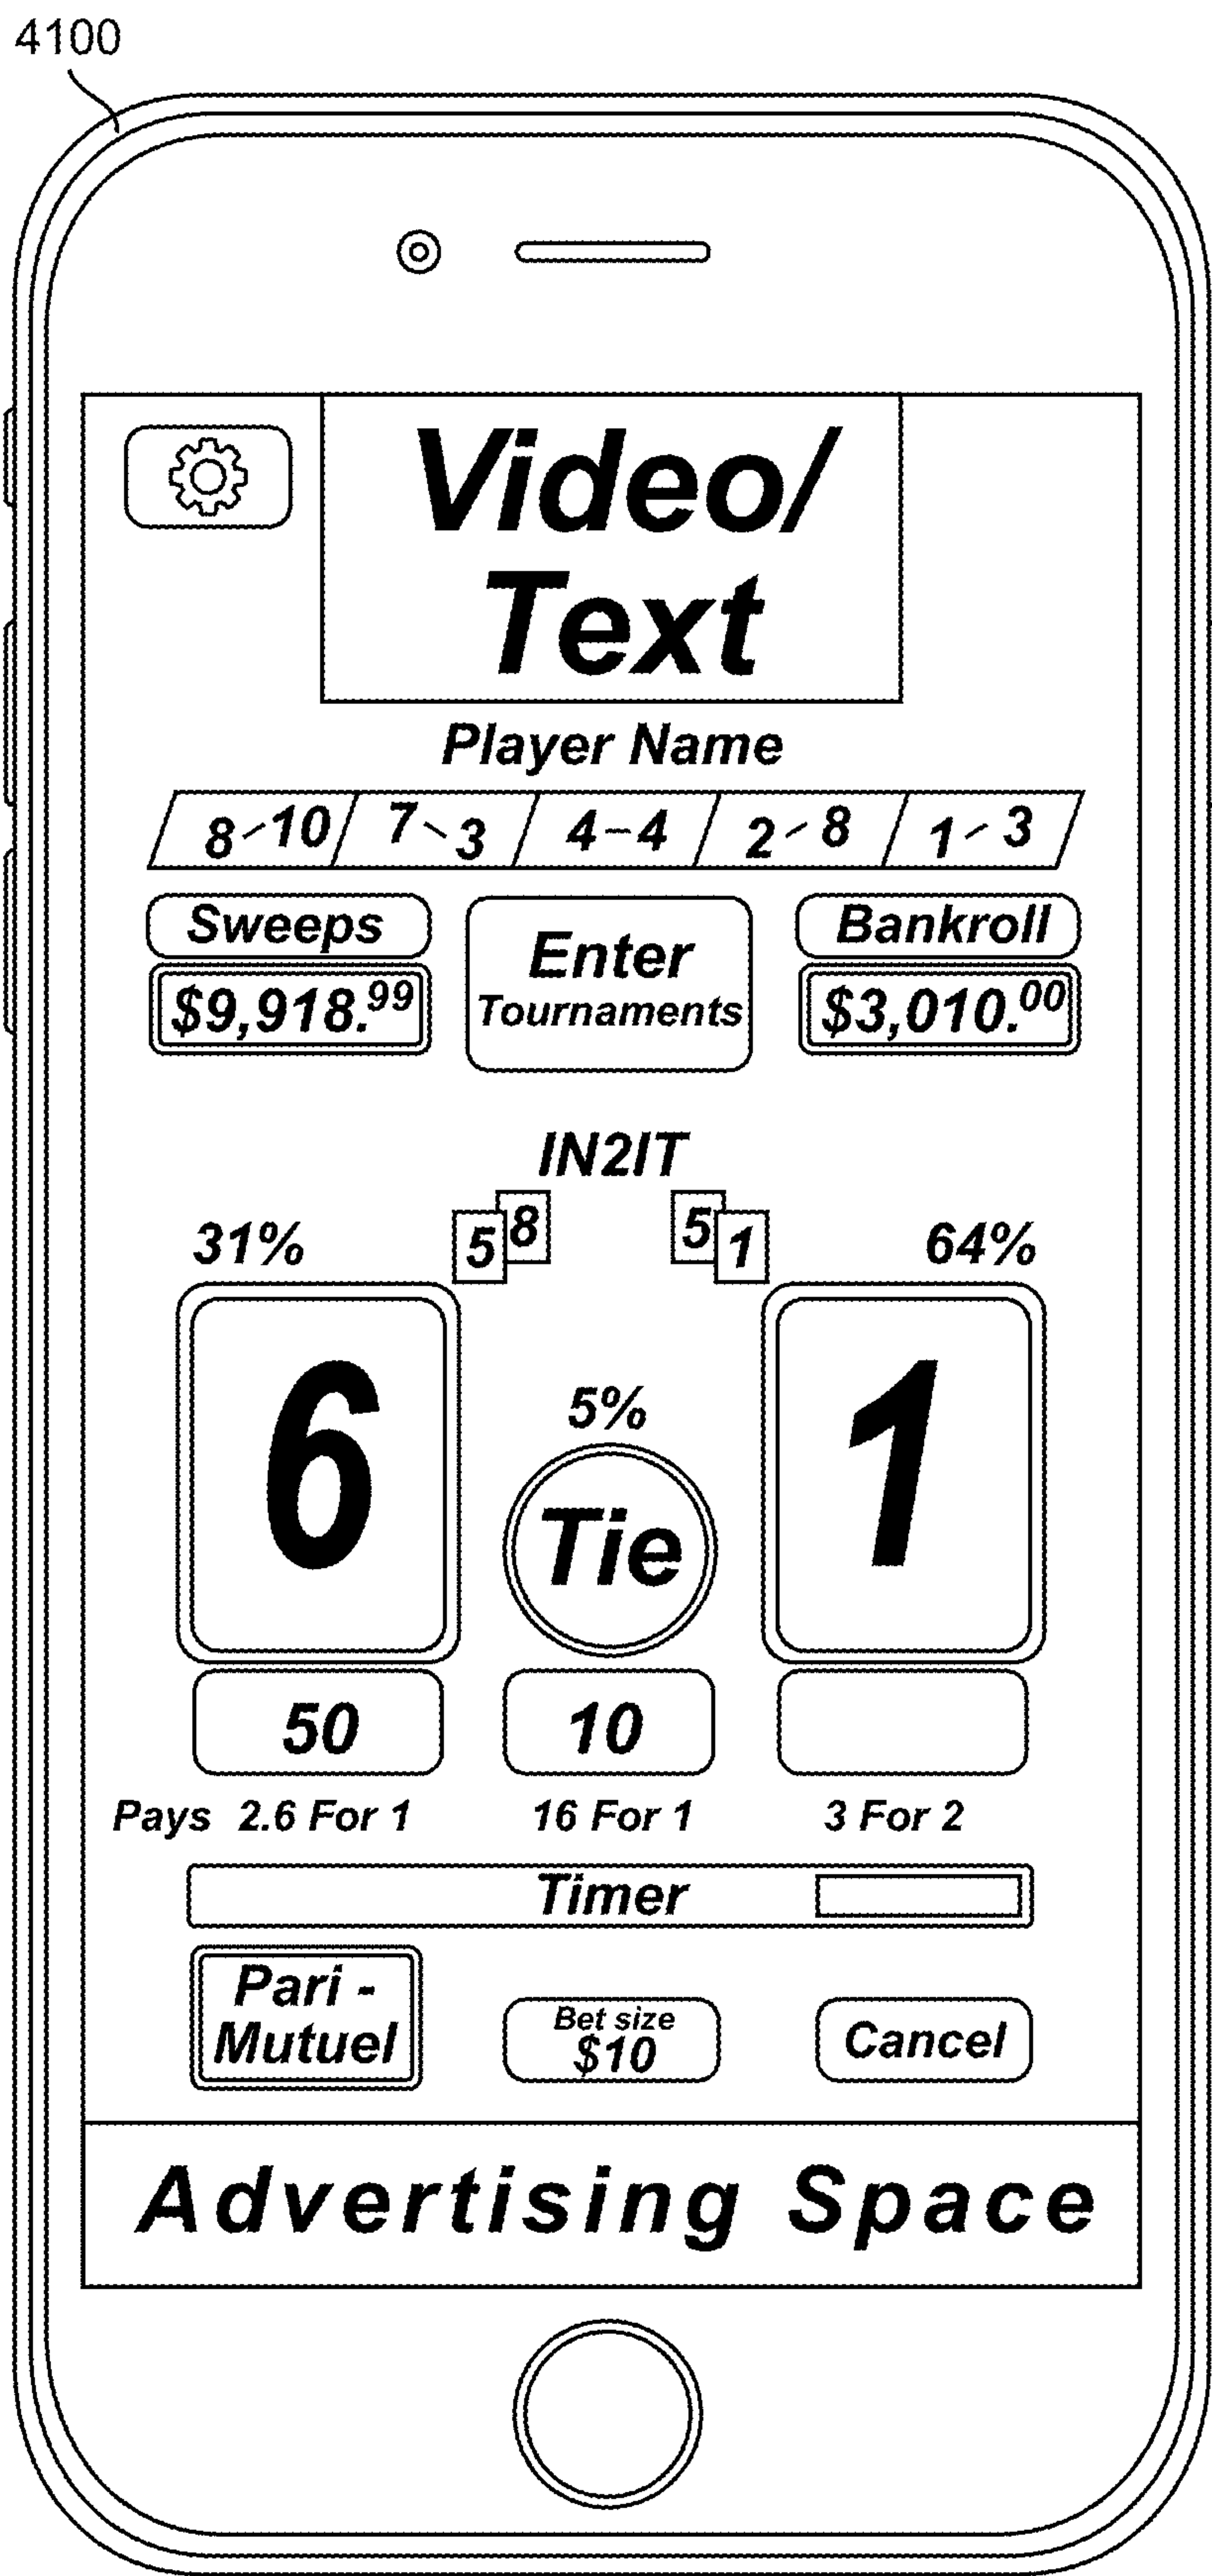 4100
Video/
Text
Player Name
8-10 7-3 4-4 2-8 1-3
Sweeps
$9,918.99
Enter
Tournaments
Bankroll
$3,010.00
IN2IT
31% 5 8 5 1 64%
6 5% 1
Tie
50 10
Pays 2.6 For 1 16 For 1 3 For 2
Timer
Pari -
Mutuel
Bet size
$10
Cancel
Advertising Space